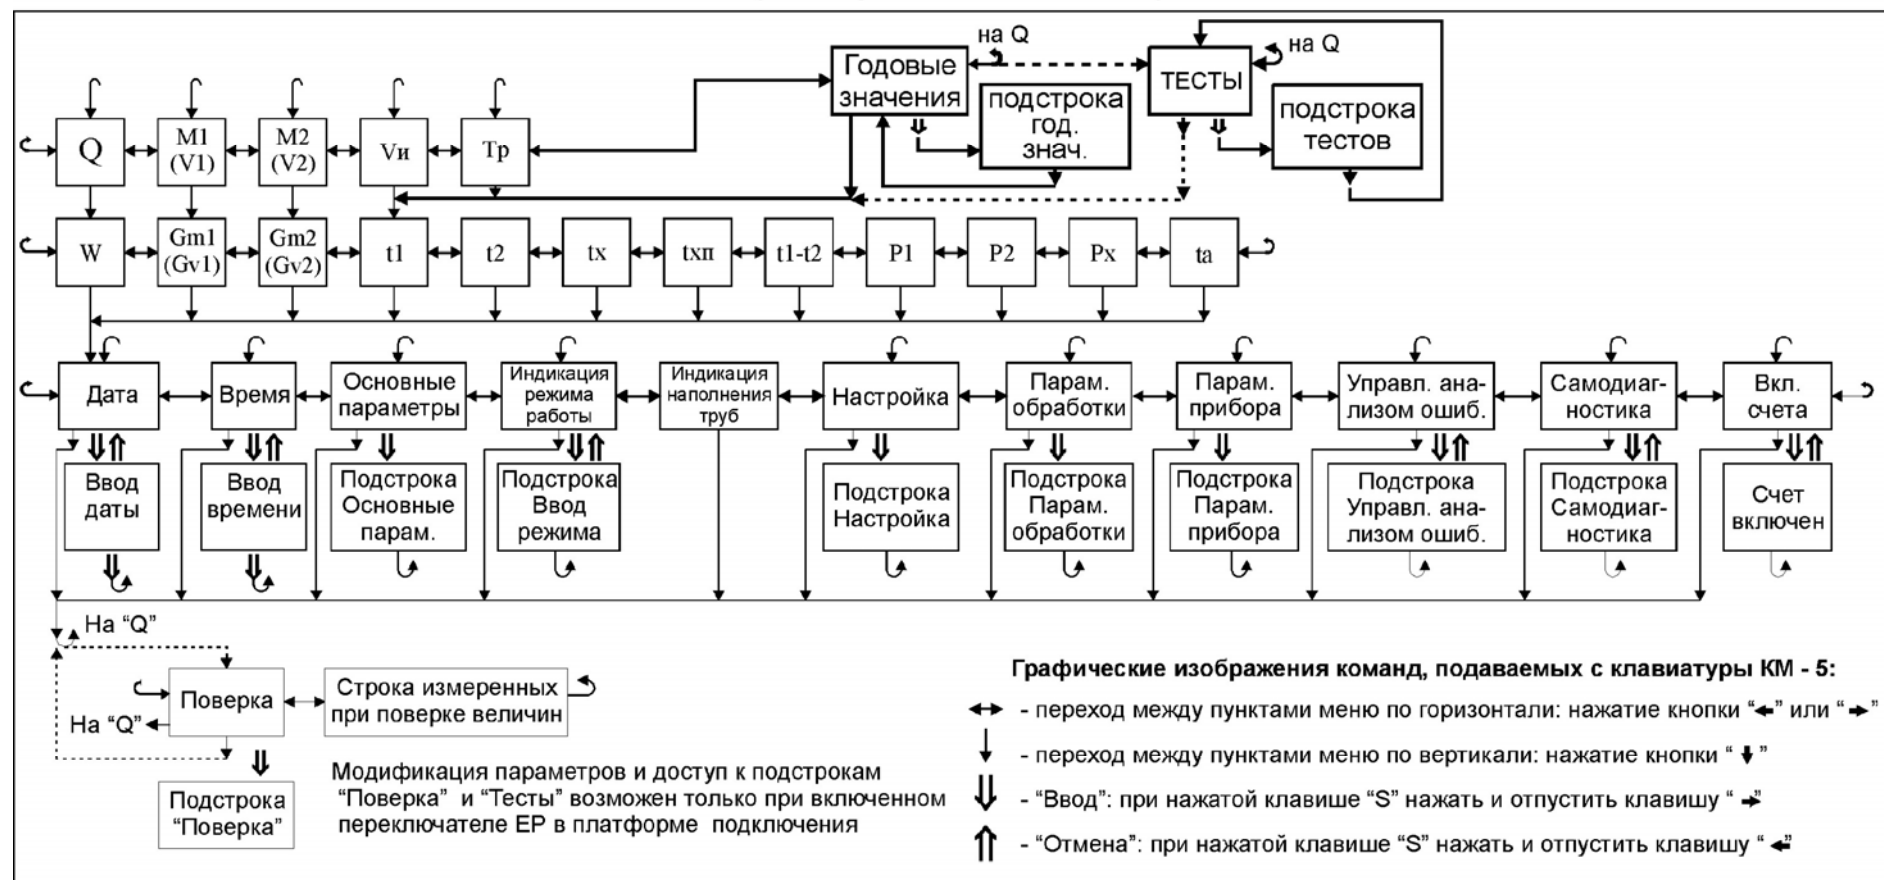 на Q
на Q
Годовые
значения
ТЕСТЫ
подстрока
год.
знач.
подстрока
тестов
Q
M1
(V1)
M2
(V2)
Vи
Тр
W
Gm1
(Gv1)
Gm2
(Gv2)
t1
t2
tx
txп
t1-t2
P1
P2
Px
ta
Дата
Время
Основные
параметры
Индикация
режима
работы
Индикация
наполнения
труб
Настройка
Парам.
обработки
Парам.
прибора
Управл. ана-
лизом ошиб.
Самодиаг-
ностика
Вкл.
счета
Ввод
даты
Ввод
времени
Подстрока
Основные
парам.
Подстрока
Ввод
режима
Подстрока
Настройка
Подстрока
Парам.
обработки
Подстрока
Парам.
прибора
Подстрока
Управл. ана-
лизом ошиб.
Подстрока
Самодиаг-
ностика
Счет
включен
На “Q”
Поверка
На “Q”
Строка измеренных
при поверке величин
Подстрока
“Поверка”
Модификация параметров и доступ к подстрокам
“Поверка” и “Тесты” возможен только при включенном
переключателе EP в платформе подключения
Графические изображения команд, подаваемых с клавиатуры КМ - 5:
- переход между пунктами меню по горизонтали: нажатие кнопки “←” или “→”
- переход между пунктами меню по вертикали: нажатие кнопки “↓”
- “Ввод”: при нажатой клавише “S” нажать и отпустить клавишу “→”
- “Отмена”: при нажатой клавише “S” нажать и отпустить клавишу “←”